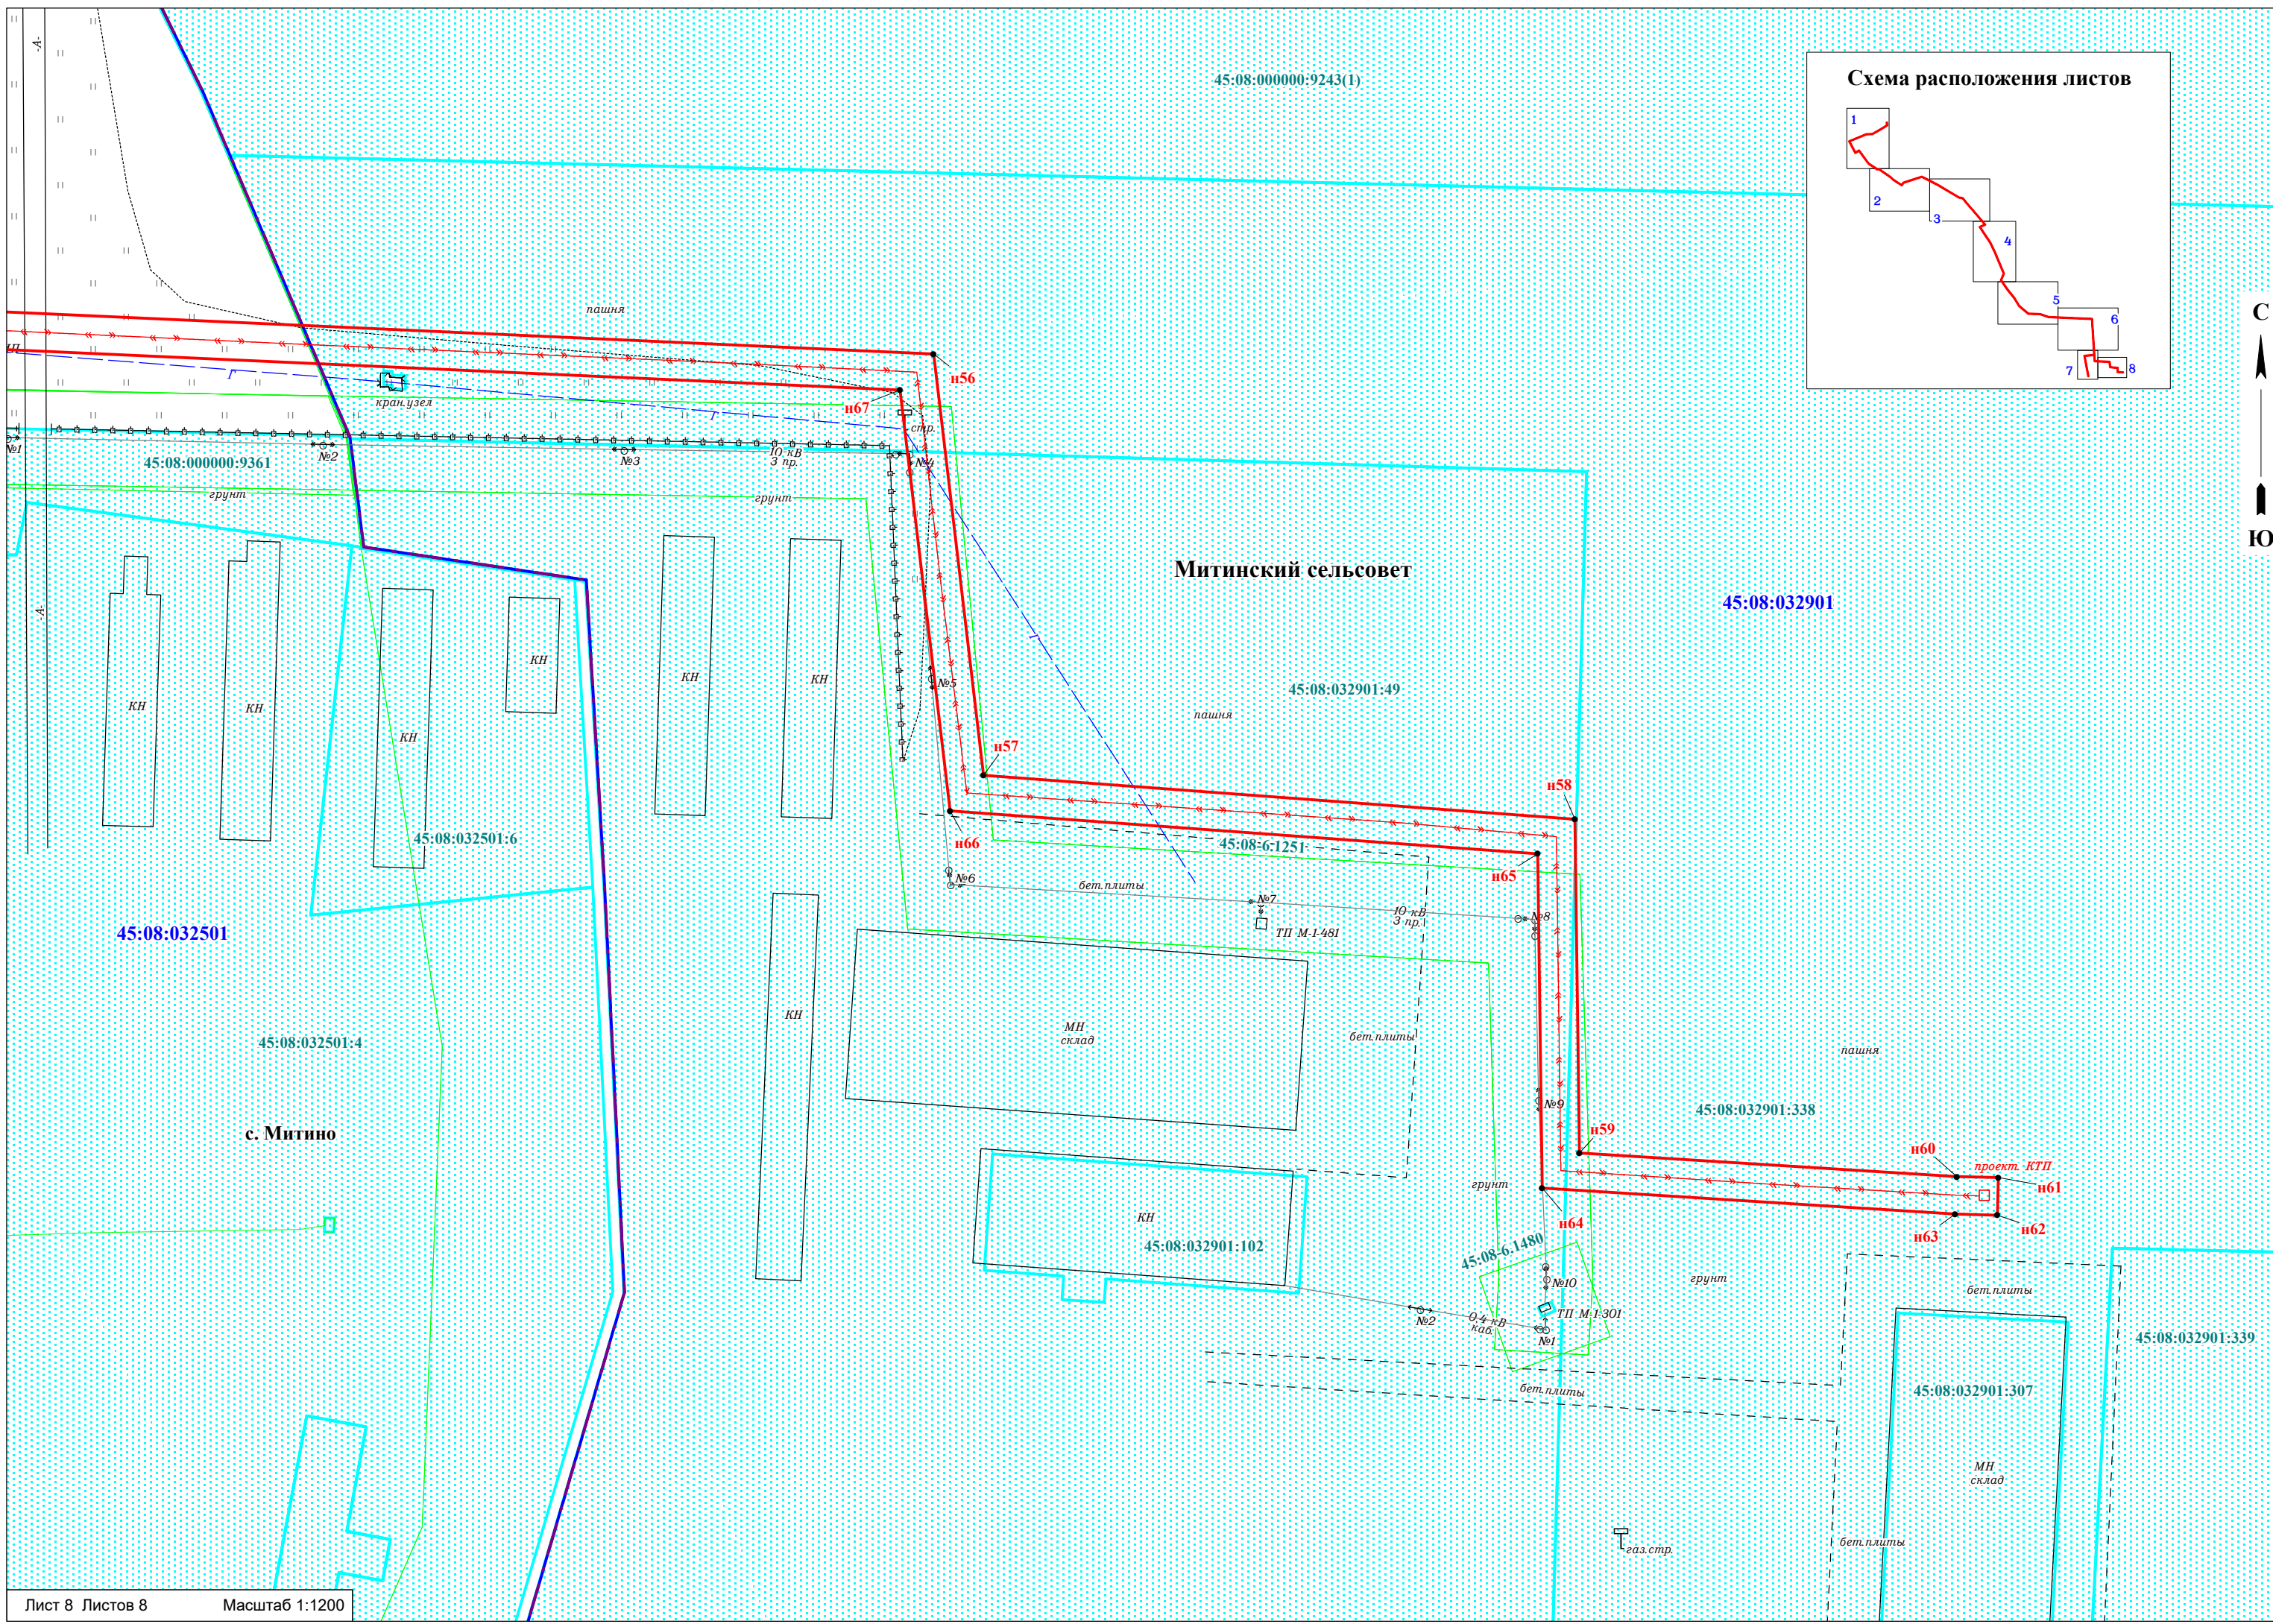 45:08:000000:9243(1)
Схема расположения листов
1
2
3
4
5
6
7
8
С
Ю
-А-
пашня
н56
н67
Г
Г
кран.узел
стр.
№1
№2
№3
№4
10 кВ
3 пр.
45:08:000000:9361
грунт
грунт
Митинский сельсовет
45:08:032901
-А-
Г
КН
КН
КН
КН
КН
КН
№5
45:08:032901:49
пашня
н57
н58
45:08:032501:6
н66
45:08-6.1251
н65
№6
бет.плиты
№7
10 кВ
3 пр.
№8
ТП М-1-481
45:08:032501
КН
МН
склад
бет.плиты
45:08:032501:4
пашня
№9
45:08:032901:338
с. Митино
н59
н60
проект. КТП
н61
грунт
н64
н63
н62
КН
45:08:032901:102
45:08-6.1480
№10
грунт
бет.плиты
ТП М-1-301
№2
0,4 кВ
каб.
№1
45:08:032901:339
бет.плиты
45:08:032901:307
МН
склад
бет.плиты
газ.стр.
Лист 8 Листов 8
Масштаб 1:1200